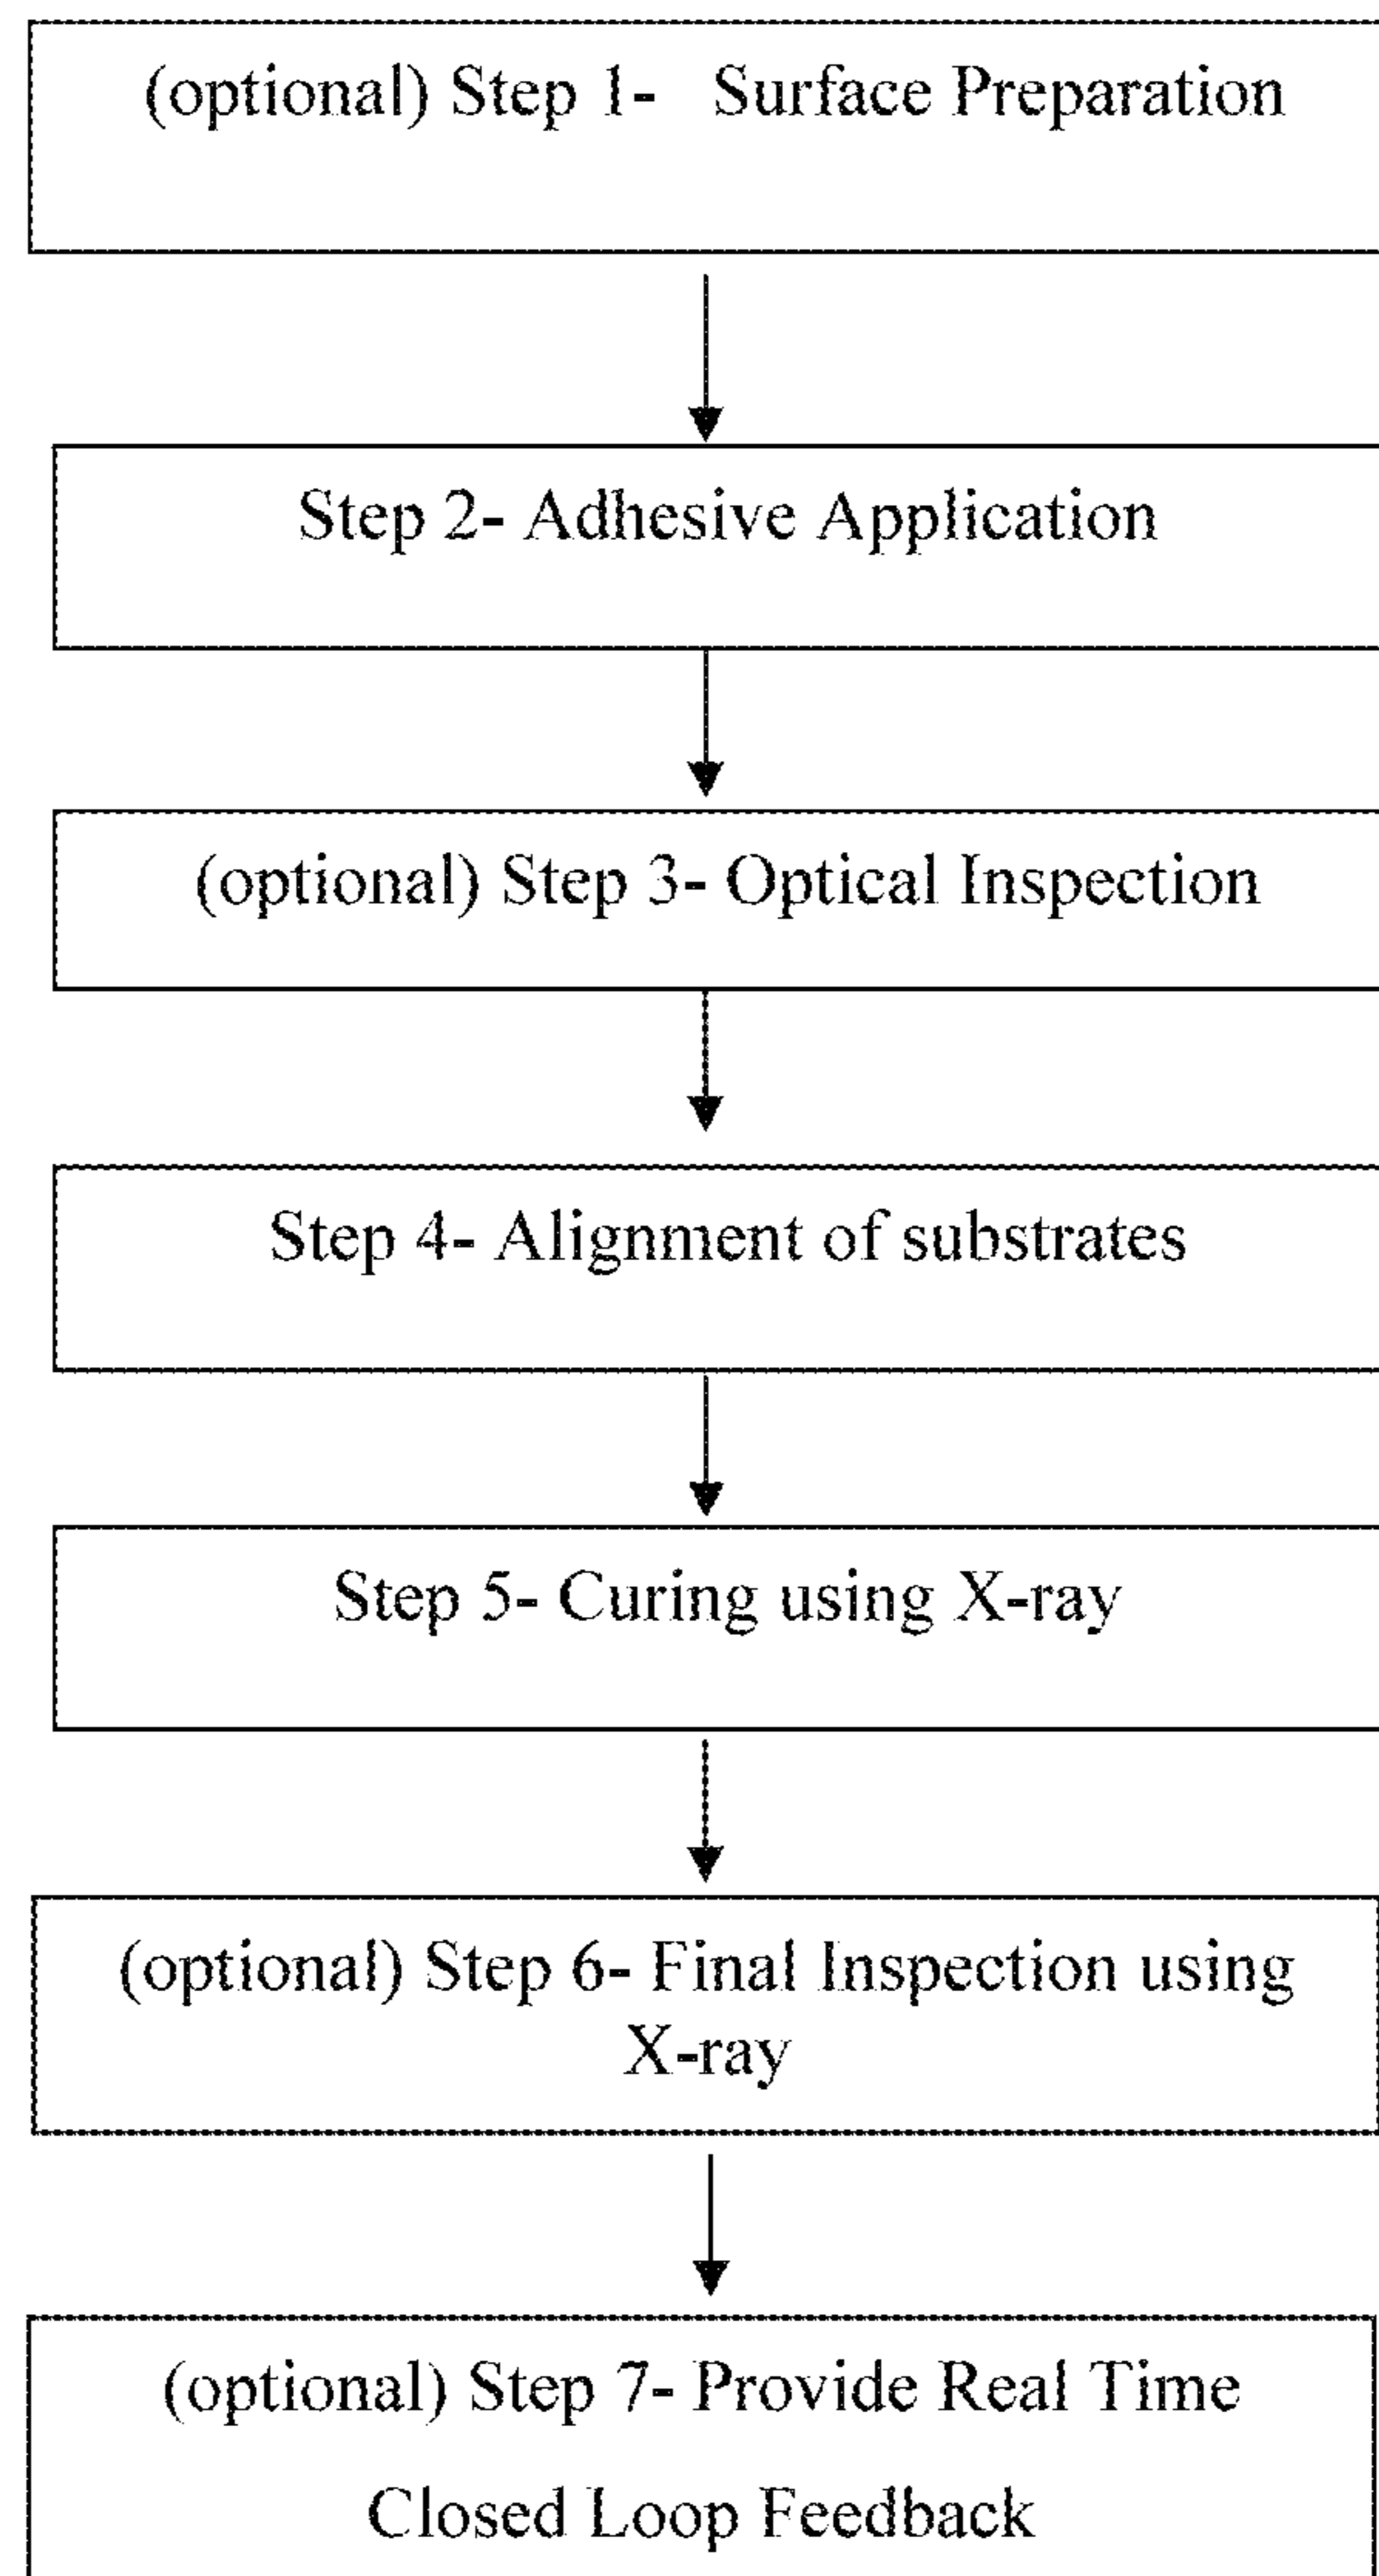 (optional) Step 1- Surface Preparation
Step 2- Adhesive Application
(optional) Step 3- Optical Inspection
Step 4- Alignment of substrates
Step 5- Curing using X-ray
(optional) Step 6- Final Inspection using
X-ray
(optional) Step 7- Provide Real Time
Closed Loop Feedback